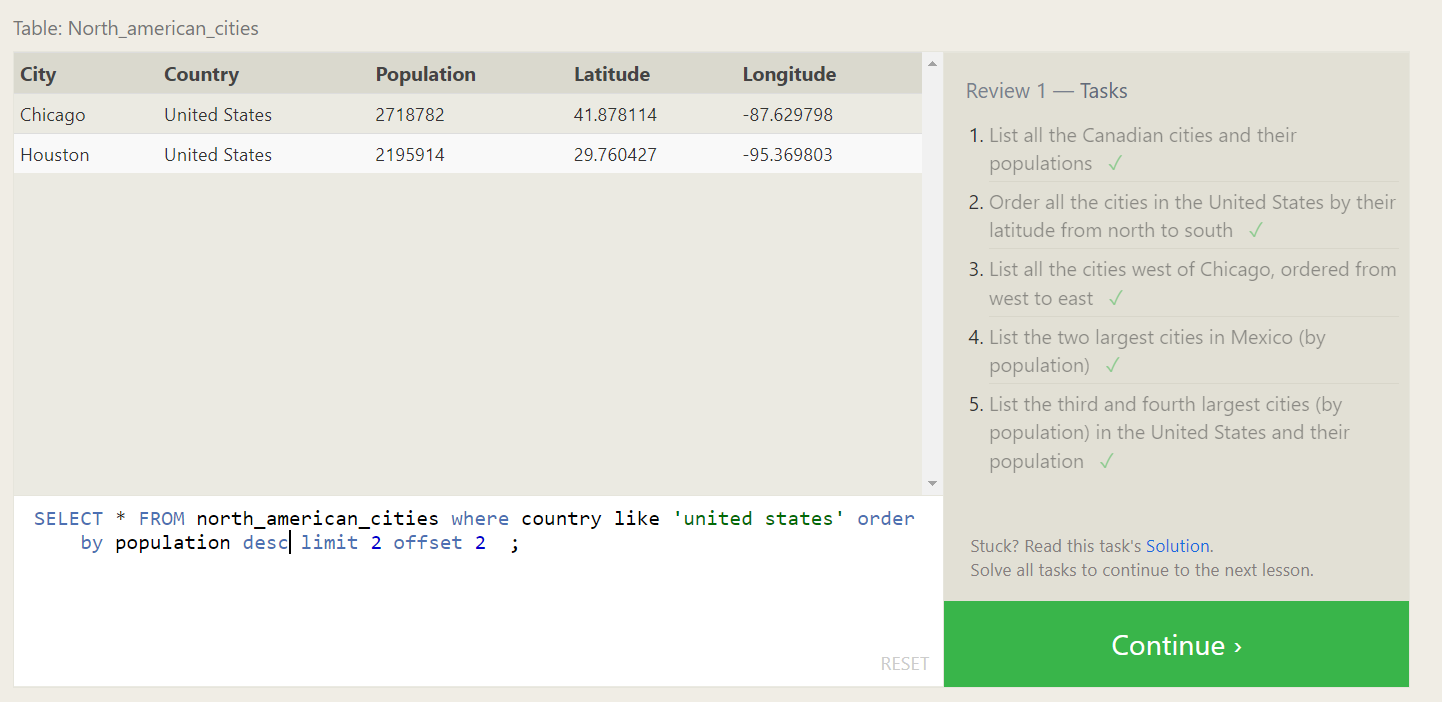 Table: North_american_cities
City Country Population Latitude Longitude
Chicago United States 2718782 41.878114 -87.629798
Houston United States 2195914 29.760427 -95.369803
SELECT * FROM north_american_cities where country like 'united states' order
by population desc limit 2 offset 2 ;
RESET
Review 1 — Tasks
1. List all the Canadian cities and their
populations ✓
2. Order all the cities in the United States by their
latitude from north to south ✓
3. List all the cities west of Chicago, ordered from
west to east ✓
4. List the two largest cities in Mexico (by
population) ✓
5. List the third and fourth largest cities (by
population) in the United States and their
population ✓
Stuck? Read this task's Solution.
Solve all tasks to continue to the next lesson.
Continue ›